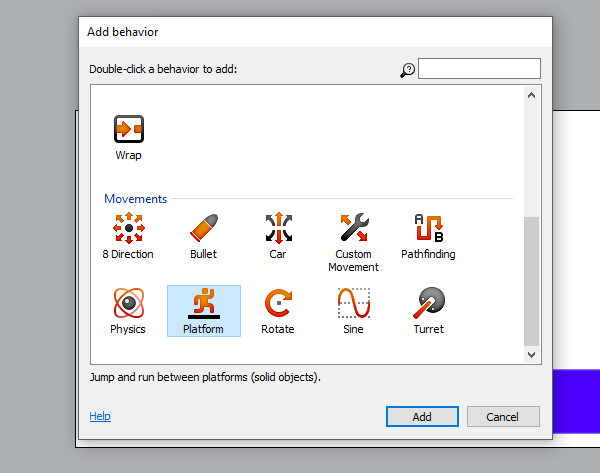 Add behavior
Double-click a behavior to add:
Wrap
Movements
8 Direction Bullet Car Custom Movement Pathfinding
A
B
Physics Platform Rotate Sine Turret
Jump and run between platforms (solid objects).
Help Add Cancel